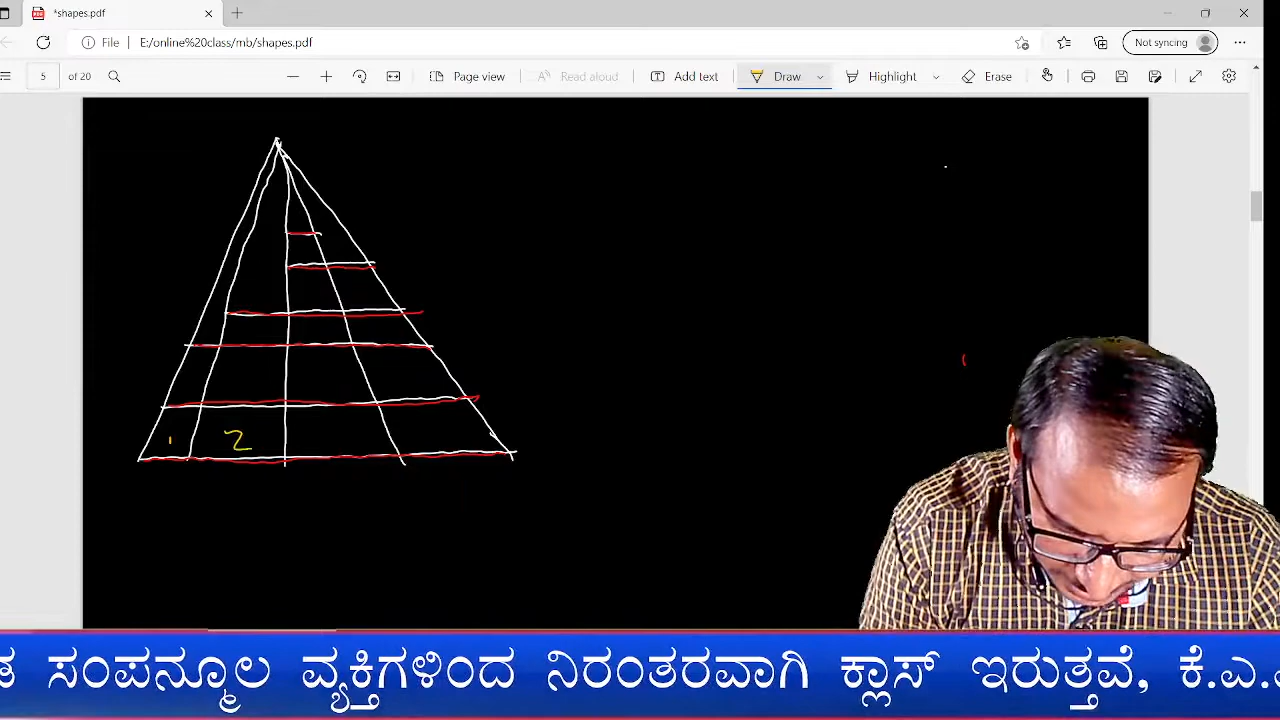 *shapes.pdf
File E:/online%20class/mb/shapes.pdf Not syncing
5 of 20 Page view Read aloud Add text Draw Highlight Erase
1 2
ಸಂಪನ್ಮೂಲ ವ್ಯಕ್ತಿಗಳಿಂದ ನಿರಂತರವಾಗಿ ಕ್ಲಾಸ್ ಇರುತ್ತವೆ, ಕೆ.ಎ.